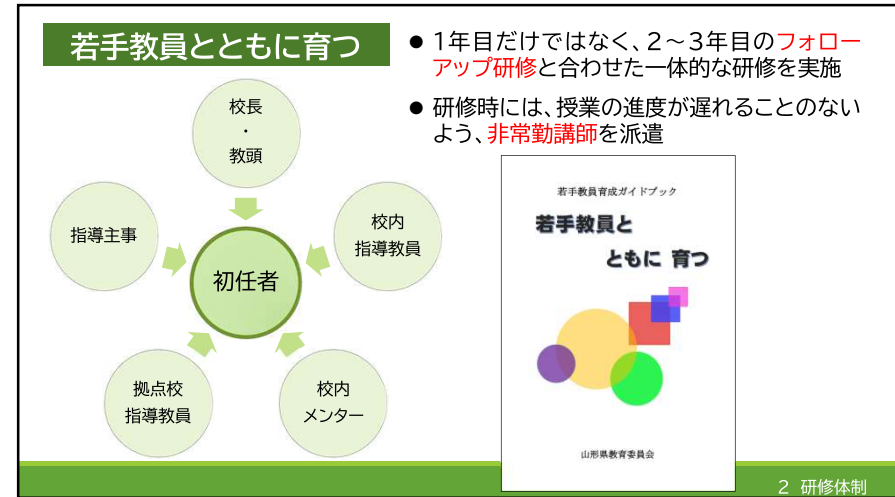 若手教員とともに育つ
● 1年目だけではなく、2～3年目のフォロー
アップ研修と合わせた一体的な研修を実施
● 研修時には、授業の進度が遅れることのない
よう、非常勤講師を派遣
校長
・
教頭
指導主事
校内
指導教員
初任者
拠点校
指導教員
校内
メンター
若手教員育成ガイドブック
若手教員と
ともに 育つ
山形県教育委員会
2 研修体制